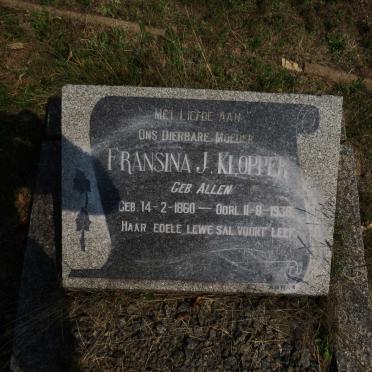 MET LIEFDE AAN
ONS DIERBARE MOEDER
FRANSINA J. KLOPPER
GEB. ALLEN
GEB. 14-2-1860 — OORL. 11-8-1938
HAAR EDELE LEWE SAL VOORT LEEF